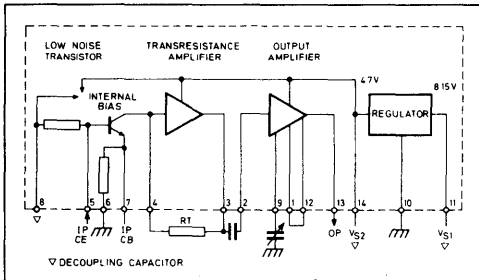 LOW NOISE TRANSISTOR
TRANSRESISTANCE AMPLIFIER
OUTPUT AMPLIFIER
INTERNAL BIAS
4.7V
8.15V
REGULATOR
8 5 6 7 4 3 2 9 1 12 13 14 10 11
IP CE
IP CB
RT
OP
VS2
VS1
▽ DECOUPLING CAPACITOR